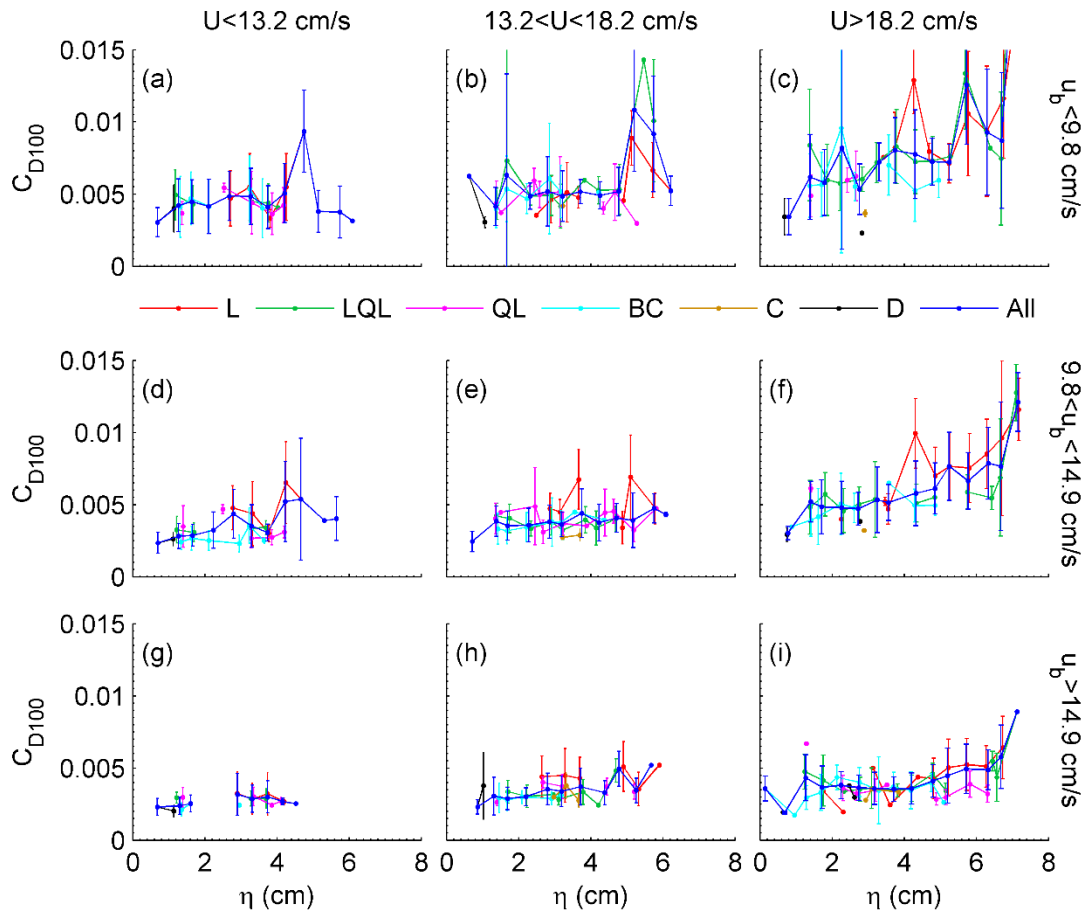 U<13.2 cm/s 13.2<U<18.2 cm/s U>18.2 cm/s
0.015
0.01
0.005
0
C_D100
(a) (b) (c)
u_b<9.8 cm/s
L LQL QL BC C D All
0.015
0.01
0.005
0
C_D100
(d) (e) (f)
9.8<u_b<14.9 cm/s
0.015
0.01
0.005
0
C_D100
(g) (h) (i)
u_b>14.9 cm/s
0 2 4 6 8 0 2 4 6 8 0 2 4 6 8
η (cm) η (cm) η (cm)